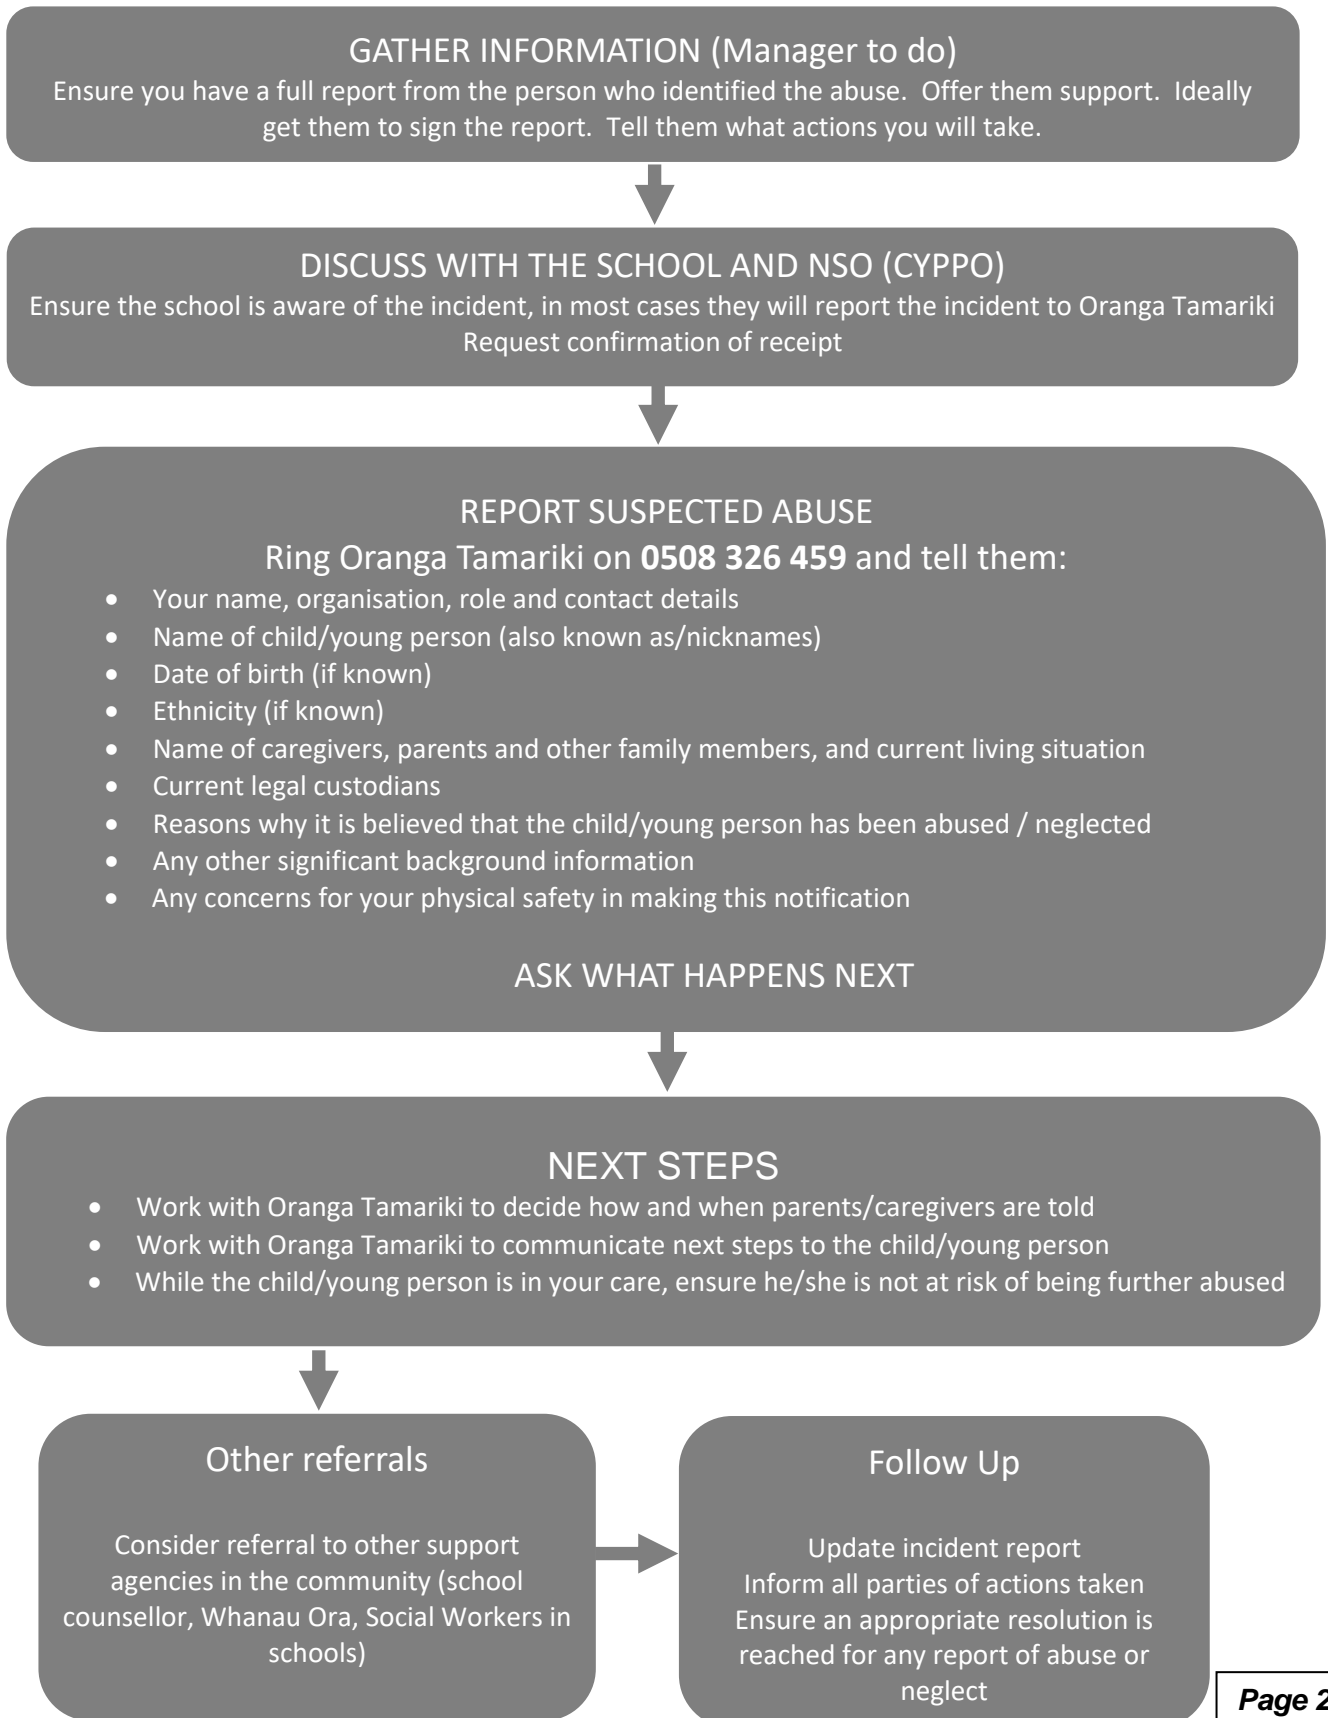 GATHER INFORMATION (Manager to do)
Ensure you have a full report from the person who identified the abuse.  Offer them support.  Ideally
get them to sign the report.  Tell them what actions you will take.
DISCUSS WITH THE SCHOOL AND NSO (CYPPO)
Ensure the school is aware of the incident, in most cases they will report the incident to Oranga Tamariki
Request confirmation of receipt
REPORT SUSPECTED ABUSE
Ring Oranga Tamariki on 0508 326 459 and tell them:
• Your name, organisation, role and contact details
• Name of child/young person (also known as/nicknames)
• Date of birth (if known)
• Ethnicity (if known)
• Name of caregivers, parents and other family members, and current living situation
• Current legal custodians
• Reasons why it is believed that the child/young person has been abused / neglected
• Any other significant background information
• Any concerns for your physical safety in making this notification
ASK WHAT HAPPENS NEXT
NEXT STEPS
• Work with Oranga Tamariki to decide how and when parents/caregivers are told
• Work with Oranga Tamariki to communicate next steps to the child/young person
• While the child/young person is in your care, ensure he/she is not at risk of being further abused
Other referrals
Consider referral to other support
agencies in the community (school
counsellor, Whanau Ora, Social Workers in
schools)
Follow Up
Update incident report
Inform all parties of actions taken
Ensure an appropriate resolution is
reached for any report of abuse or
neglect
Page 2